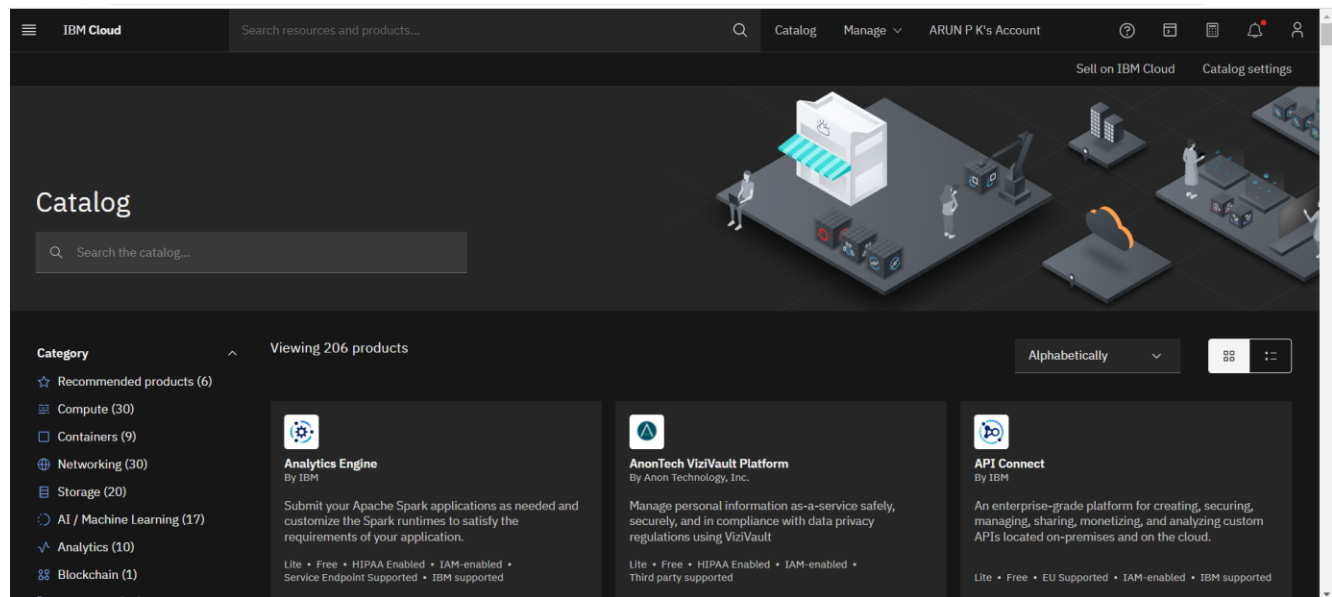 IBM Cloud
Search resources and products...
Catalog
Manage
ARUN P K's Account
Sell on IBM Cloud
Catalog settings
Catalog
Search the catalog...
Category
Recommended products (6)
Compute (30)
Containers (9)
Networking (30)
Storage (20)
AI / Machine Learning (17)
Analytics (10)
Blockchain (1)
Viewing 206 products
Alphabetically
Analytics Engine
By IBM
Submit your Apache Spark applications as needed and
customize the Spark runtimes to satisfy the
requirements of your application.
Lite • Free • HIPAA Enabled • IAM-enabled •
Service Endpoint Supported • IBM supported
AnonTech ViziVault Platform
By Anon Technology, Inc.
Manage personal information as-a-service safely,
securely, and in compliance with data privacy
regulations using ViziVault
Lite • Free • HIPAA Enabled • IAM-enabled •
Third party supported
API Connect
By IBM
An enterprise-grade platform for creating, securing,
managing, sharing, monetizing, and analyzing custom
APIs located on-premises and on the cloud.
Lite • Free • EU Supported • IAM-enabled • IBM supported